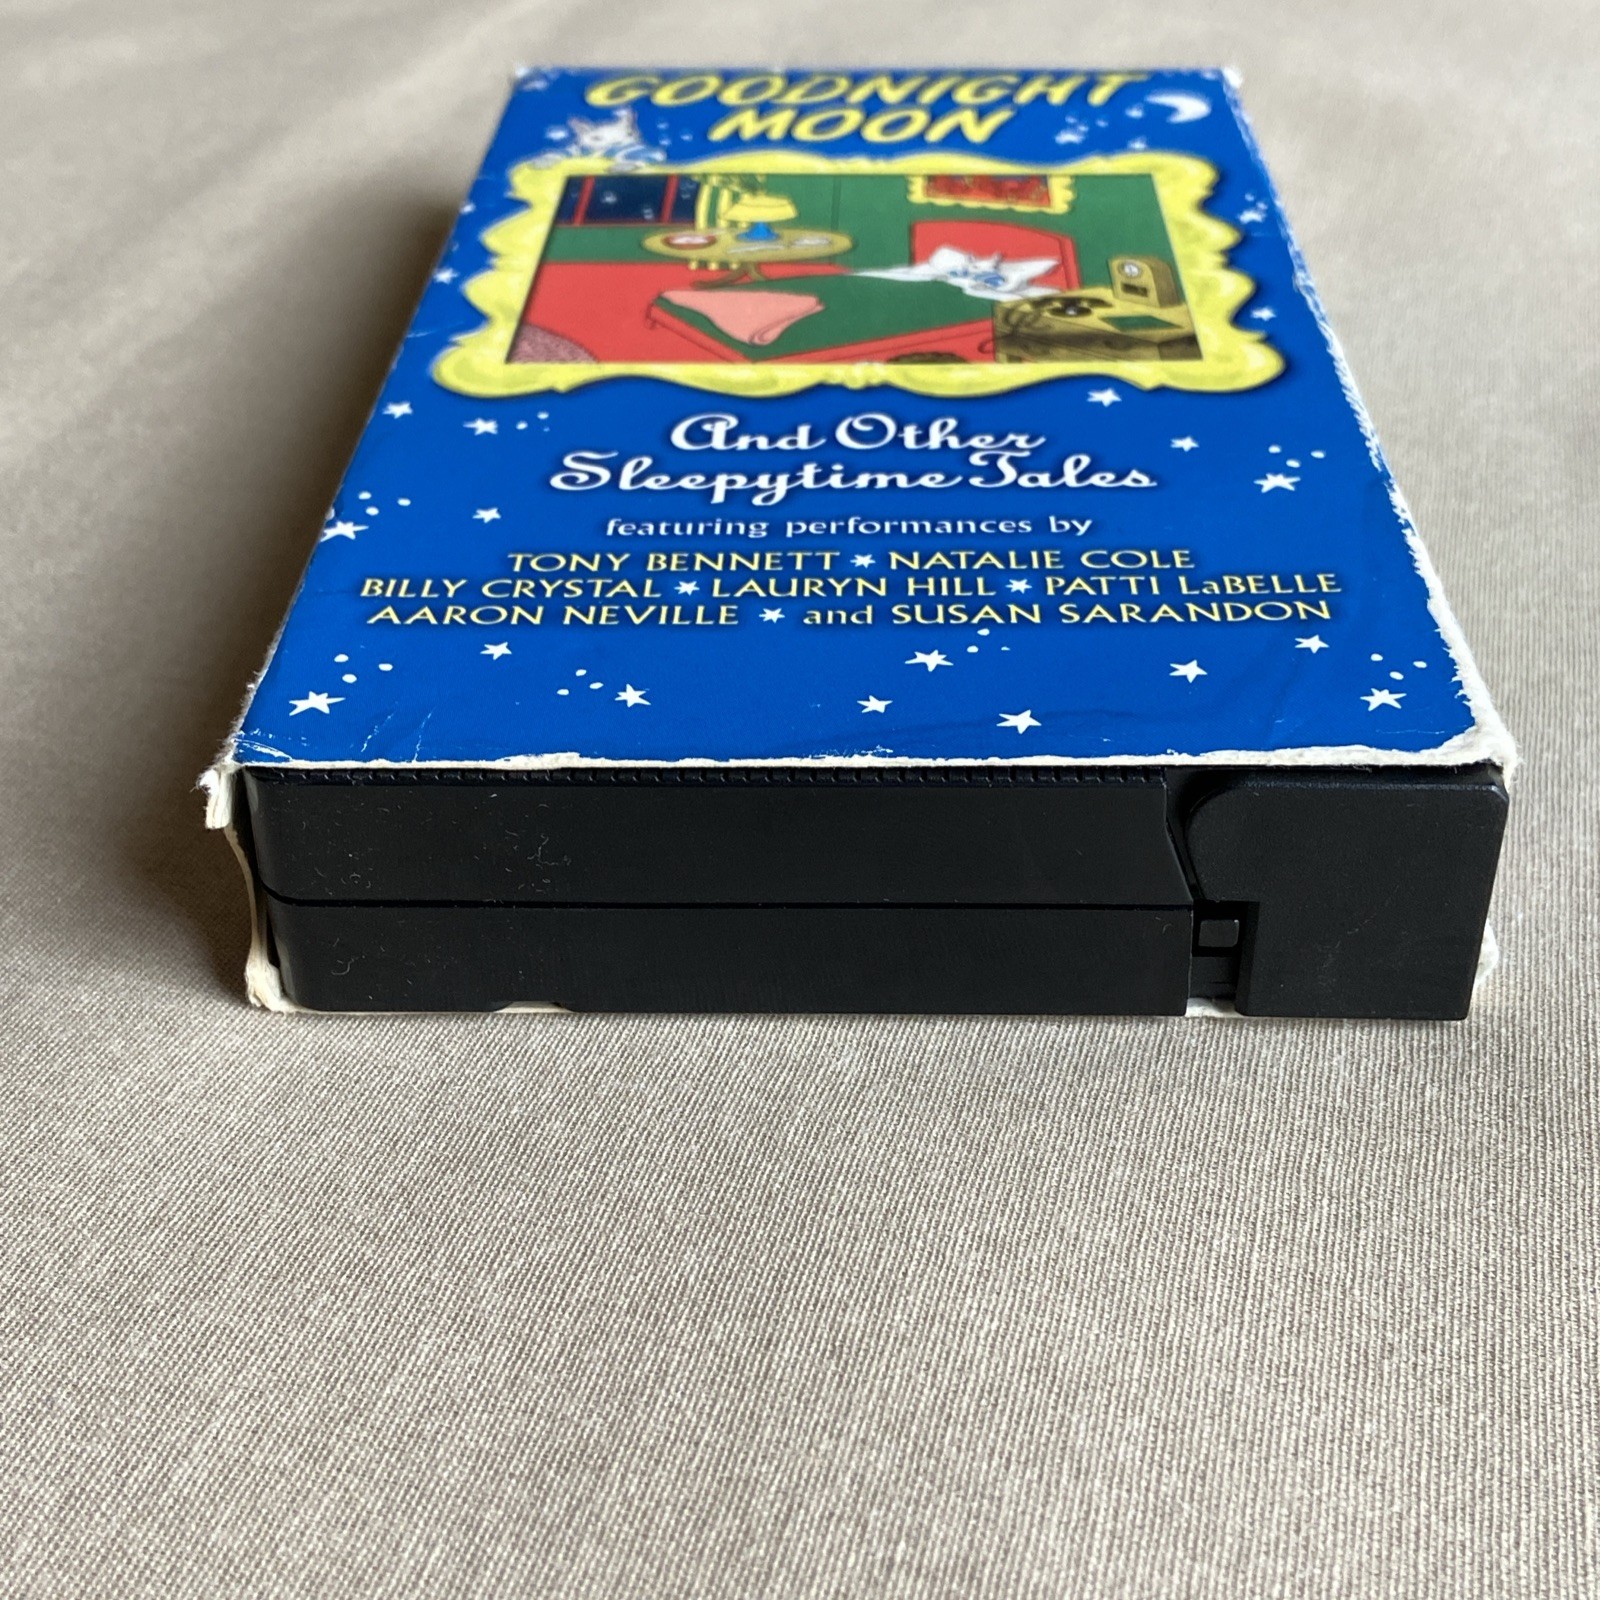 GOODNIGHT
MOON
And Other
Sleepytime Tales
featuring performances by
TONY BENNETT ★ NATALIE COLE
BILLY CRYSTAL ★ LAURYN HILL ★ PATTI LaBELLE
AARON NEVILLE ★ and SUSAN SARANDON